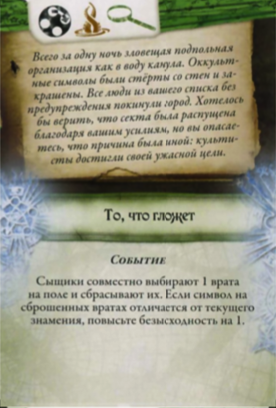 Всего за одну ночь зловещая подпольная
организация как в воду канула. Оккульт-
ные символы были стёрты со стен и за-
крашены. Все люди из вашего списка без
предупреждения покинули город. Хотелось
бы верить, что секта была распущена
благодаря вашим усилиям, но вы опасае-
тесь, что причина была иной: культи-
сты достигли своей ужасной цели.
То, что гложет
Событие
Сыщики совместно выбирают 1 врата
на поле и сбрасывают их. Если символ на
сброшенных вратах отличается от текущего
знамения, повысьте безысходность на 1.